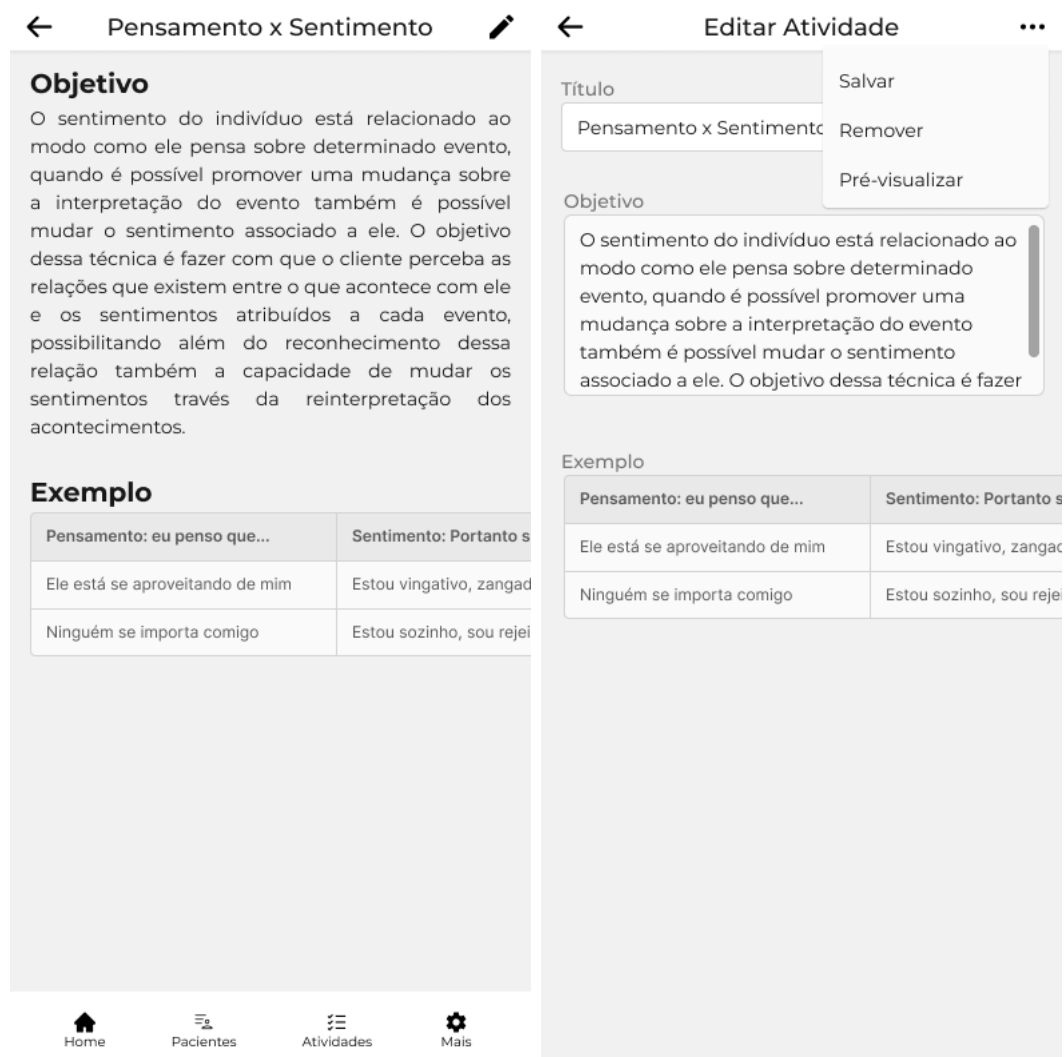 Pensamento x Sentimento
Objetivo
O sentimento do indivíduo está relacionado ao
modo como ele pensa sobre determinado evento,
quando é possível promover uma mudança sobre
a interpretação do evento também é possível
mudar o sentimento associado a ele. O objetivo
dessa técnica é fazer com que o cliente perceba as
relações que existem entre o que acontece com ele
e os sentimentos atribuídos a cada evento,
possibilitando além do reconhecimento dessa
relação também a capacidade de mudar os
sentimentos través da reinterpretação dos
acontecimentos.
Exemplo
Pensamento: eu penso que... Sentimento: Portanto s
Ele está se aproveitando de mim Estou vingativo, zangad
Ninguém se importa comigo Estou sozinho, sou rejei
Home Pacientes Atividades Mais
Editar Atividade
Salvar
Remover
Pré-visualizar
Título
Pensamento x Sentimento
Objetivo
O sentimento do indivíduo está relacionado ao
modo como ele pensa sobre determinado
evento, quando é possível promover uma
mudança sobre a interpretação do evento
também é possível mudar o sentimento
associado a ele. O objetivo dessa técnica é fazer
Exemplo
Pensamento: eu penso que... Sentimento: Portanto s
Ele está se aproveitando de mim Estou vingativo, zangad
Ninguém se importa comigo Estou sozinho, sou rejei